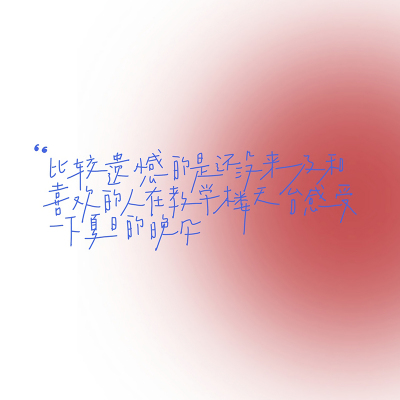 “比较遗憾的是还没来及和
喜欢的人在教学楼天台感受
一下夏日的晚